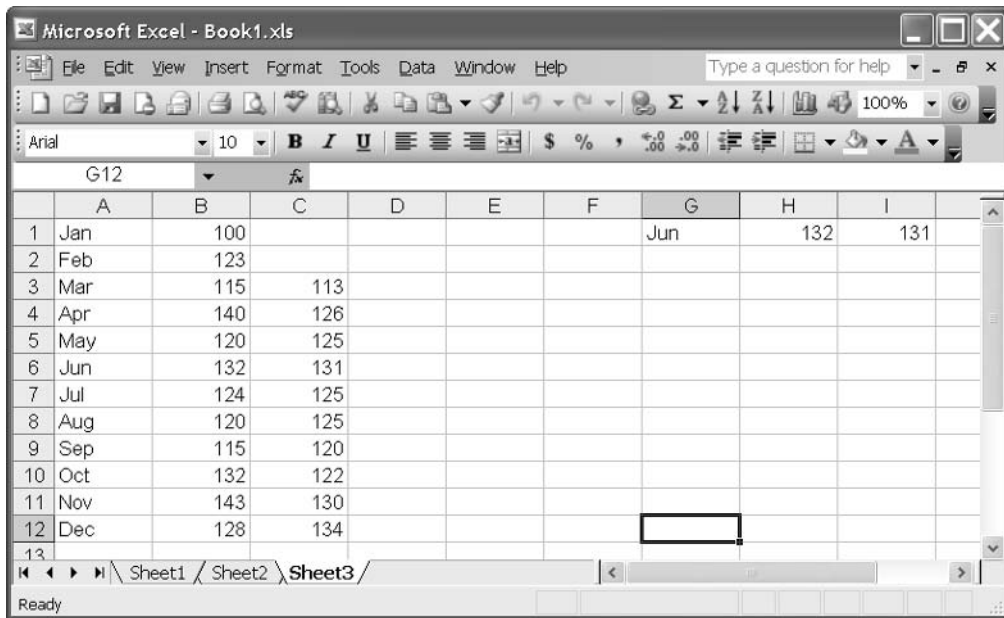 Microsoft Excel - Book1.xls
File Edit View Insert Format Tools Data Window Help Type a question for help
100%
Arial 10 B I U $ % ,
G12 fx
A B C D E F G H I
1 Jan 100 Jun 132 131
2 Feb 123
3 Mar 115 113
4 Apr 140 126
5 May 120 125
6 Jun 132 131
7 Jul 124 125
8 Aug 120 125
9 Sep 115 120
10 Oct 132 122
11 Nov 143 130
12 Dec 128 134
13
Sheet1 Sheet2 Sheet3
Ready